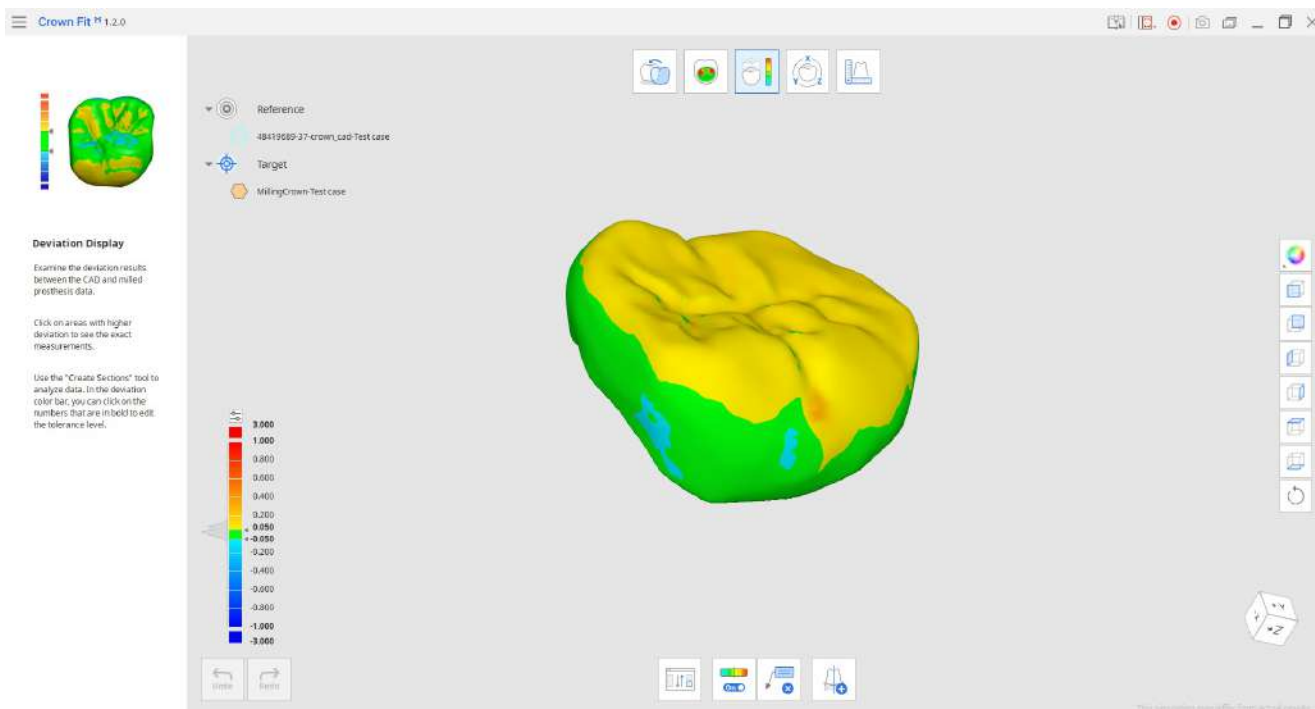 Crown Fit 1.2.0
Reference
48419689-37-crown_cad-Test case
Target
MillingCrown-Test case
Deviation Display
Examine the deviation results
between the CAD and milled
prosthesis data.
Click on areas with higher
deviation to see the exact
measurements.
Use the "Create Sections" tool to
analyze data. In the deviation
color bar, you can click on the
numbers that are in bold to edit
the tolerance level.
3.000
1.000
0.800
0.600
0.400
0.200
0.050
-0.050
-0.200
-0.400
-0.600
-0.800
-1.000
-3.000
Undo Redo
On
X
Y Z
+Y
+Z